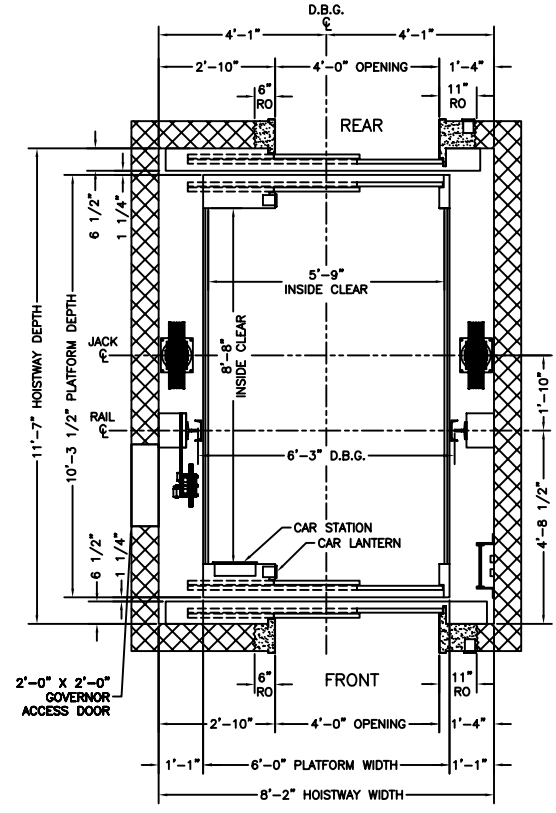 D.B.G.
℄
4'-1"
4'-1"
2'-10"
4'-0" OPENING
1'-4"
6"
RO
11"
RO
REAR
6 1/2"
1 1/4"
5'-9"
INSIDE CLEAR
8'-8"
INSIDE CLEAR
11'-7" HOISTWAY DEPTH
10'-3 1/2" PLATFORM DEPTH
JACK
℄
RAIL
℄
1'-10"
6'-3" D.B.G.
4'-8 1/2"
CAR STATION
CAR LANTERN
6 1/2"
1 1/4"
2'-0" X 2'-0"
GOVERNOR
ACCESS DOOR
6"
RO
FRONT
11"
RO
2'-10"
4'-0" OPENING
1'-4"
1'-1"
6'-0" PLATFORM WIDTH
1'-1"
8'-2" HOISTWAY WIDTH